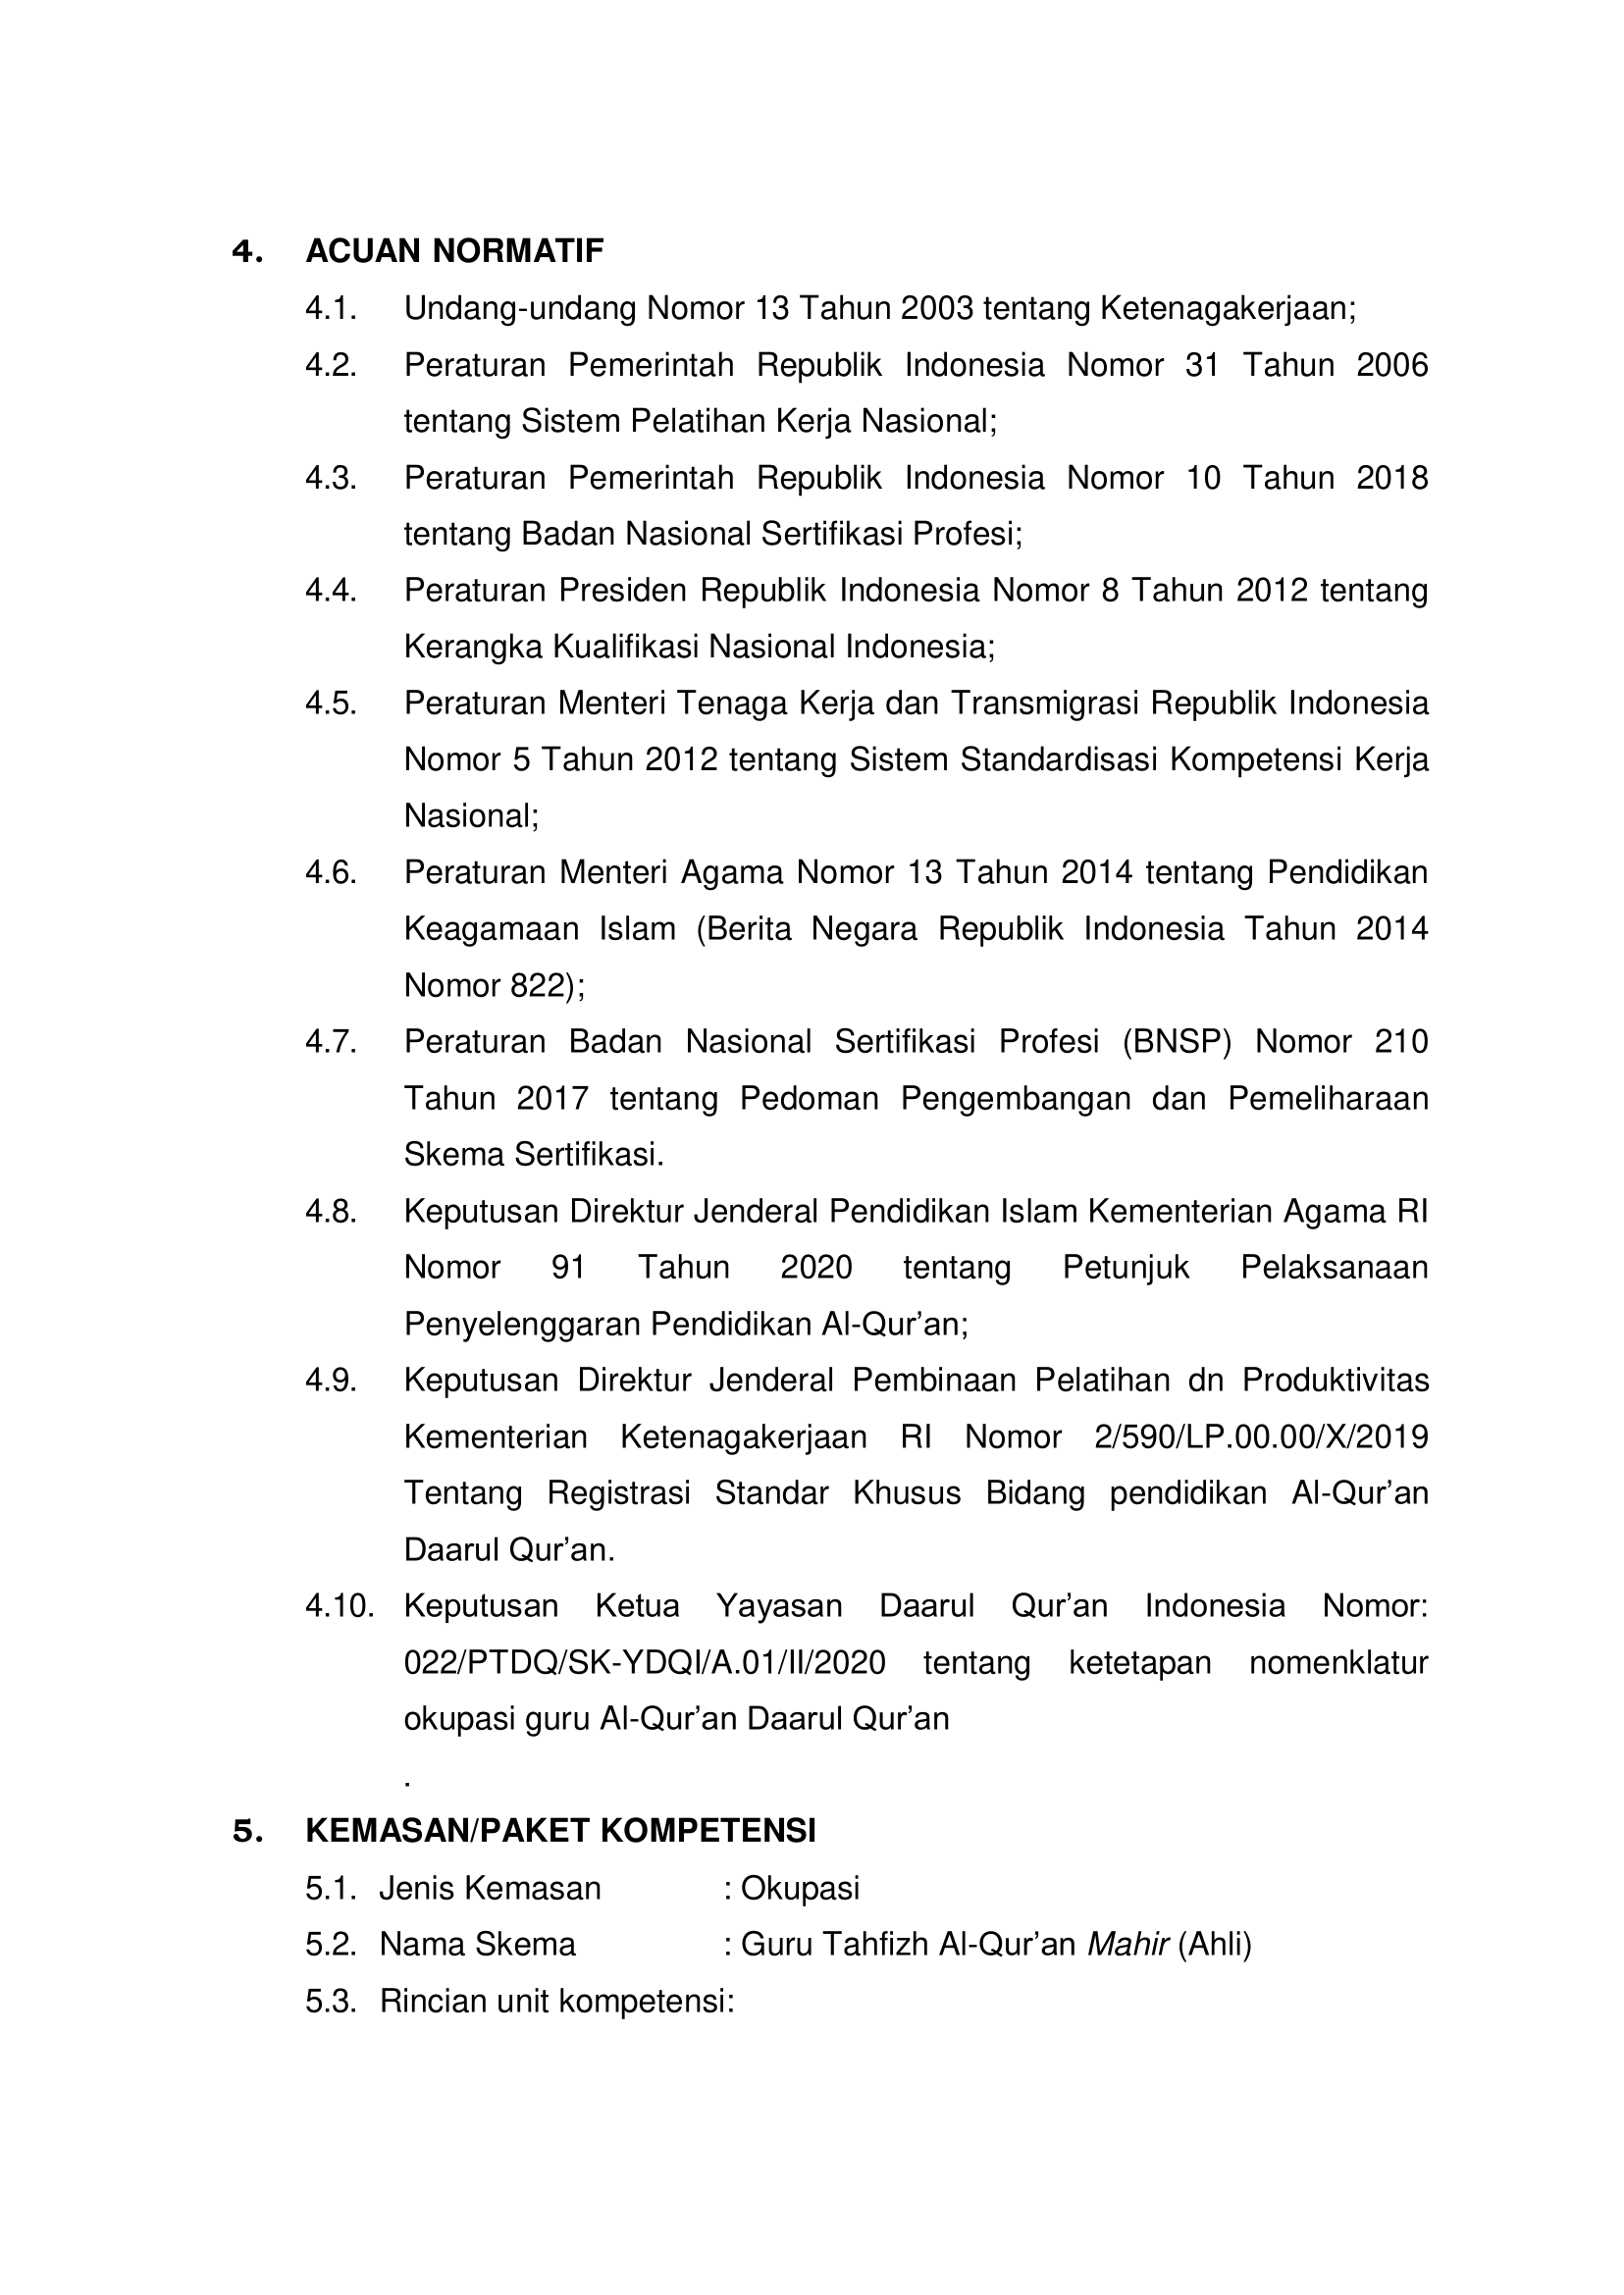 4. ACUAN NORMATIF
4.1. Undang-undang Nomor 13 Tahun 2003 tentang Ketenagakerjaan;
4.2. Peraturan Pemerintah Republik Indonesia Nomor 31 Tahun 2006
tentang Sistem Pelatihan Kerja Nasional;
4.3. Peraturan Pemerintah Republik Indonesia Nomor 10 Tahun 2018
tentang Badan Nasional Sertifikasi Profesi;
4.4. Peraturan Presiden Republik Indonesia Nomor 8 Tahun 2012 tentang
Kerangka Kualifikasi Nasional Indonesia;
4.5. Peraturan Menteri Tenaga Kerja dan Transmigrasi Republik Indonesia
Nomor 5 Tahun 2012 tentang Sistem Standardisasi Kompetensi Kerja
Nasional;
4.6. Peraturan Menteri Agama Nomor 13 Tahun 2014 tentang Pendidikan
Keagamaan Islam (Berita Negara Republik Indonesia Tahun 2014
Nomor 822);
4.7. Peraturan Badan Nasional Sertifikasi Profesi (BNSP) Nomor 210
Tahun 2017 tentang Pedoman Pengembangan dan Pemeliharaan
Skema Sertifikasi.
4.8. Keputusan Direktur Jenderal Pendidikan Islam Kementerian Agama RI
Nomor 91 Tahun 2020 tentang Petunjuk Pelaksanaan
Penyelenggaran Pendidikan Al-Qur’an;
4.9. Keputusan Direktur Jenderal Pembinaan Pelatihan dn Produktivitas
Kementerian Ketenagakerjaan RI Nomor 2/590/LP.00.00/X/2019
Tentang Registrasi Standar Khusus Bidang pendidikan Al-Qur’an
Daarul Qur’an.
4.10. Keputusan Ketua Yayasan Daarul Qur’an Indonesia Nomor:
022/PTDQ/SK-YDQI/A.01/II/2020 tentang ketetapan nomenklatur
okupasi guru Al-Qur’an Daarul Qur’an
.
5. KEMASAN/PAKET KOMPETENSI
5.1. Jenis Kemasan : Okupasi
5.2. Nama Skema : Guru Tahfizh Al-Qur’an Mahir (Ahli)
5.3. Rincian unit kompetensi: